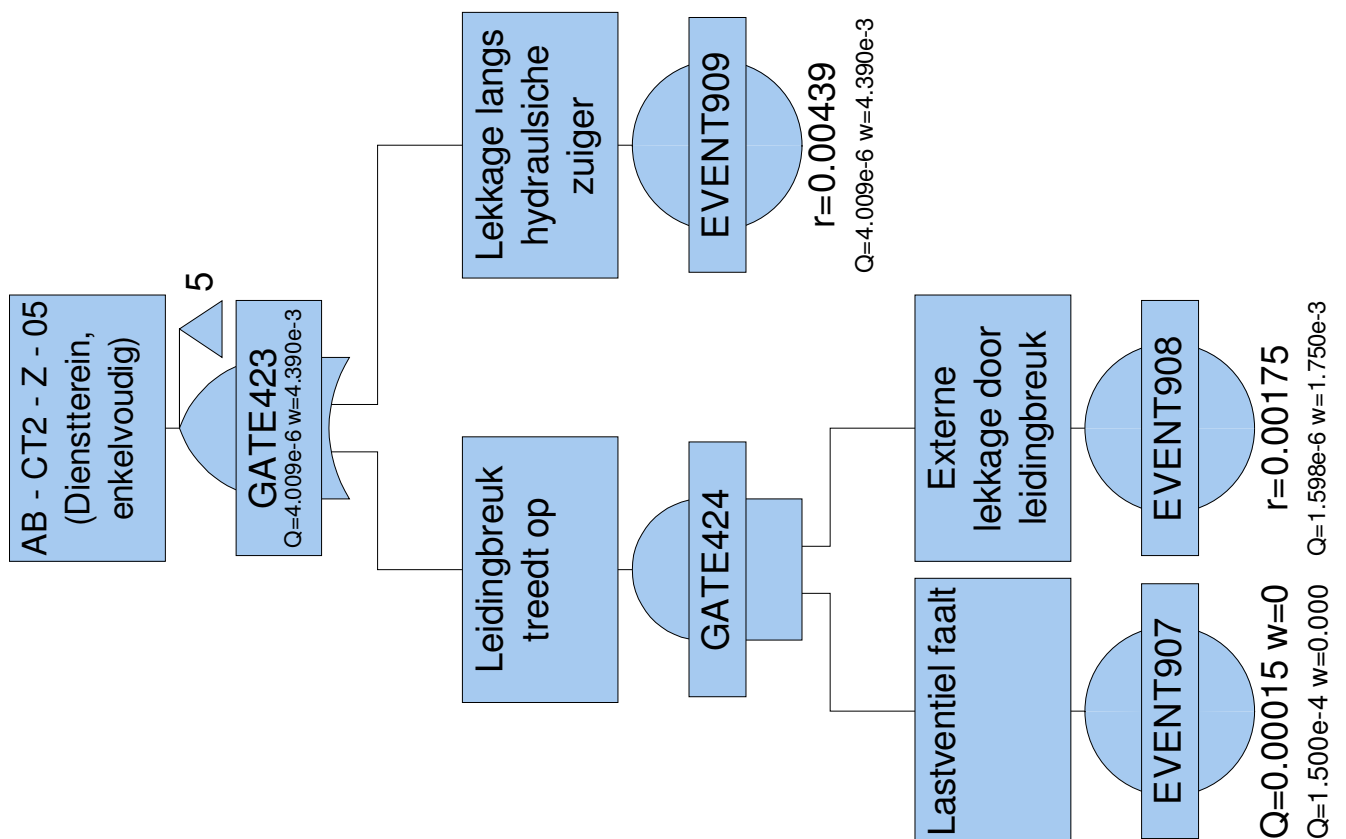 AB - CT2 - Z - 05
(Dienstterein,
enkelvoudig)
5
GATE423
Q=4.009e-6 w=4.390e-3
Leidingbreuk
treedt op
GATE424
Lekkage langs
hydraulsiche
zuiger
EVENT909
r=0.00439
Q=4.009e-6 w=4.390e-3
Lastventiel faalt
EVENT907
Q=0.00015 w=0
Q=1.500e-4 w=0.000
Externe
lekkage door
leidingbreuk
EVENT908
r=0.00175
Q=1.598e-6 w=1.750e-3